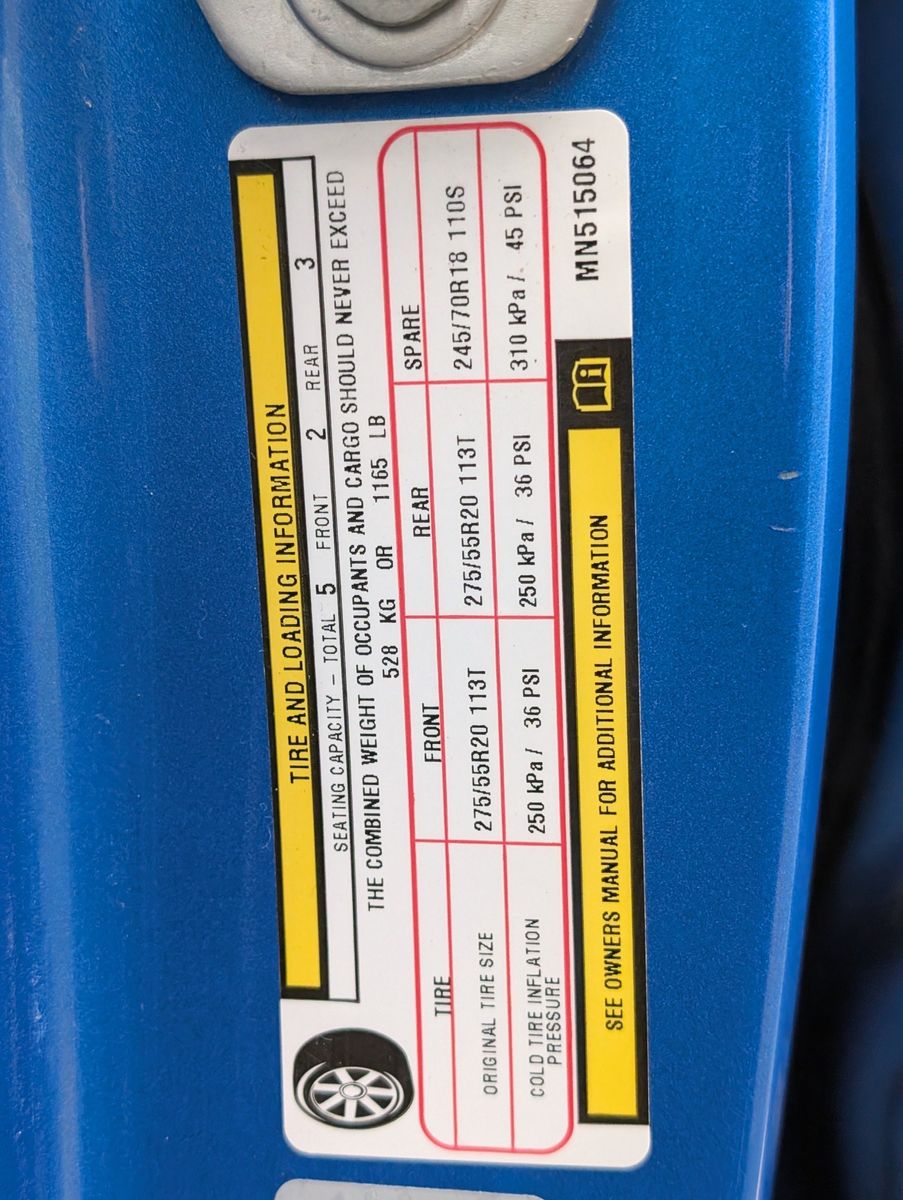 TIRE AND LOADING INFORMATION
SEATING CAPACITY – TOTAL 5 FRONT 2 REAR 3
THE COMBINED WEIGHT OF OCCUPANTS AND CARGO SHOULD NEVER EXCEED
528 KG OR 1165 LB
TIRE FRONT REAR SPARE
ORIGINAL TIRE SIZE 275/55R20 113T 275/55R20 113T 245/70R18 110S
COLD TIRE INFLATION PRESSURE 250 kPa / 36 PSI 250 kPa / 36 PSI 310 kPa / 45 PSI
SEE OWNERS MANUAL FOR ADDITIONAL INFORMATION
MN515064